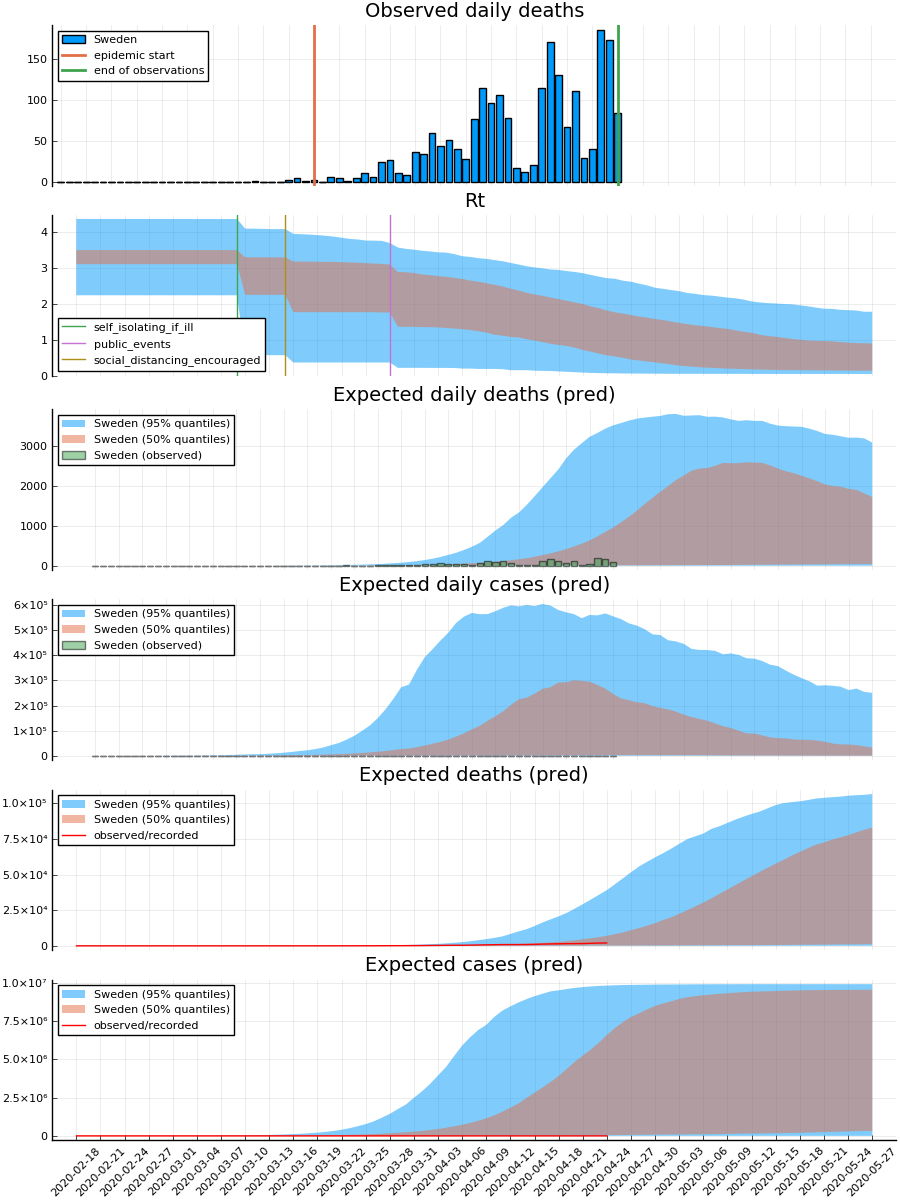 Observed daily deaths
Sweden
epidemic start
end of observations
150
100
50
0
Rt
4
3
2
1
0
self_isolating_if_ill
public_events
social_distancing_encouraged
Expected daily deaths (pred)
Sweden (95% quantiles)
Sweden (50% quantiles)
Sweden (observed)
3000
2000
1000
0
Expected daily cases (pred)
Sweden (95% quantiles)
Sweden (50% quantiles)
Sweden (observed)
6×10⁵
5×10⁵
4×10⁵
3×10⁵
2×10⁵
1×10⁵
0
Expected deaths (pred)
Sweden (95% quantiles)
Sweden (50% quantiles)
observed/recorded
1.0×10⁵
7.5×10⁴
5.0×10⁴
2.5×10⁴
0
Expected cases (pred)
Sweden (95% quantiles)
Sweden (50% quantiles)
observed/recorded
1.0×10⁷
7.5×10⁶
5.0×10⁶
2.5×10⁶
0
2020-02-18
2020-02-21
2020-02-24
2020-02-27
2020-03-01
2020-03-04
2020-03-07
2020-03-10
2020-03-13
2020-03-16
2020-03-19
2020-03-22
2020-03-25
2020-03-28
2020-03-31
2020-04-03
2020-04-06
2020-04-09
2020-04-12
2020-04-15
2020-04-18
2020-04-21
2020-04-24
2020-04-27
2020-04-30
2020-05-03
2020-05-06
2020-05-09
2020-05-12
2020-05-15
2020-05-18
2020-05-21
2020-05-24
2020-05-27